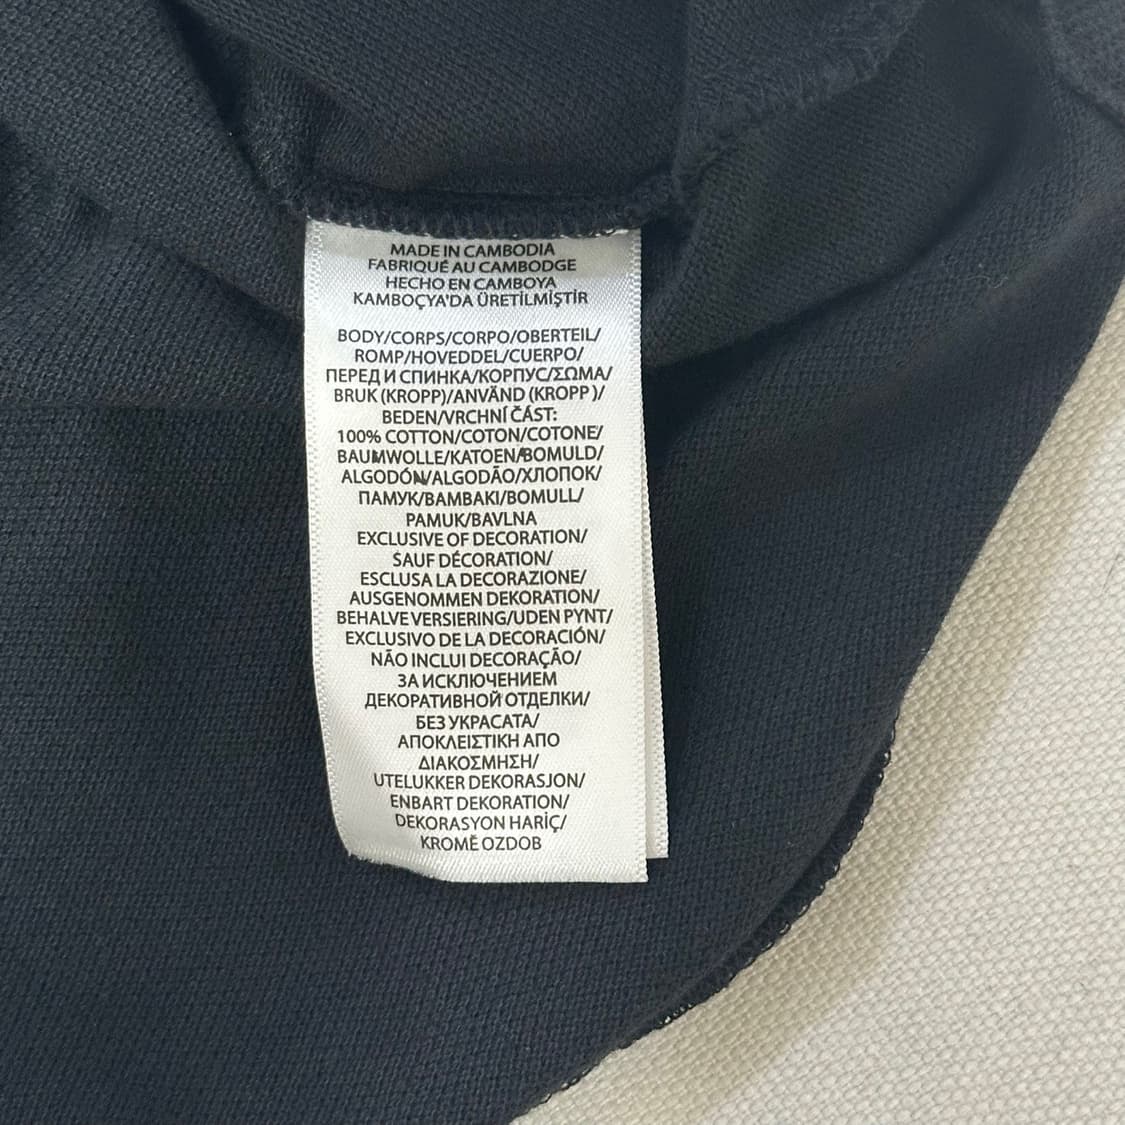 MADE IN CAMBODIA
FABRIQUÉ AU CAMBODGE
HECHO EN CAMBOYA
KAMBOÇYA'DA ÜRETİLMİŞTİR
BODY/CORPS/CORPO/OBERTEIL/
ROMP/HOVEDDEL/CUERPO/
ПЕРЕД И СПИНКА/КОРПУС/ΣΩΜΑ/
BRUK (KROPP)/ANVÄND (KROPP )/
BEDEN/VRCHNÍ ČÁST:
100% COTTON/COTON/COTONE/
BAUMWOLLE/KATOEN/BOMULD/
ALGODÓN/ALGODÃO/ХЛОПОК/
ПАМУК/ΒΑΜΒΑΚΙ/BOMULL/
PAMUK/BAVLNA
EXCLUSIVE OF DECORATION/
SAUF DÉCORATION/
ESCLUSA LA DECORAZIONE/
AUSGENOMMEN DEKORATION/
BEHALVE VERSIERING/UDEN PYNT/
EXCLUSIVO DE LA DECORACIÓN/
NÃO INCLUI DECORAÇÃO/
ЗА ИСКЛЮЧЕНИЕМ
ДЕКОРАТИВНОЙ ОТДЕЛКИ/
БЕЗ УКРАСАТА/
ΑΠΟΚΛΕΙΣΤΙΚΗ ΑΠΟ
ΔΙΑΚΟΣΜΗΣΗ/
UTELUKKER DEKORASJON/
ENBART DEKORATION/
DEKORASYON HARİÇ/
KROMĚ OZDOB